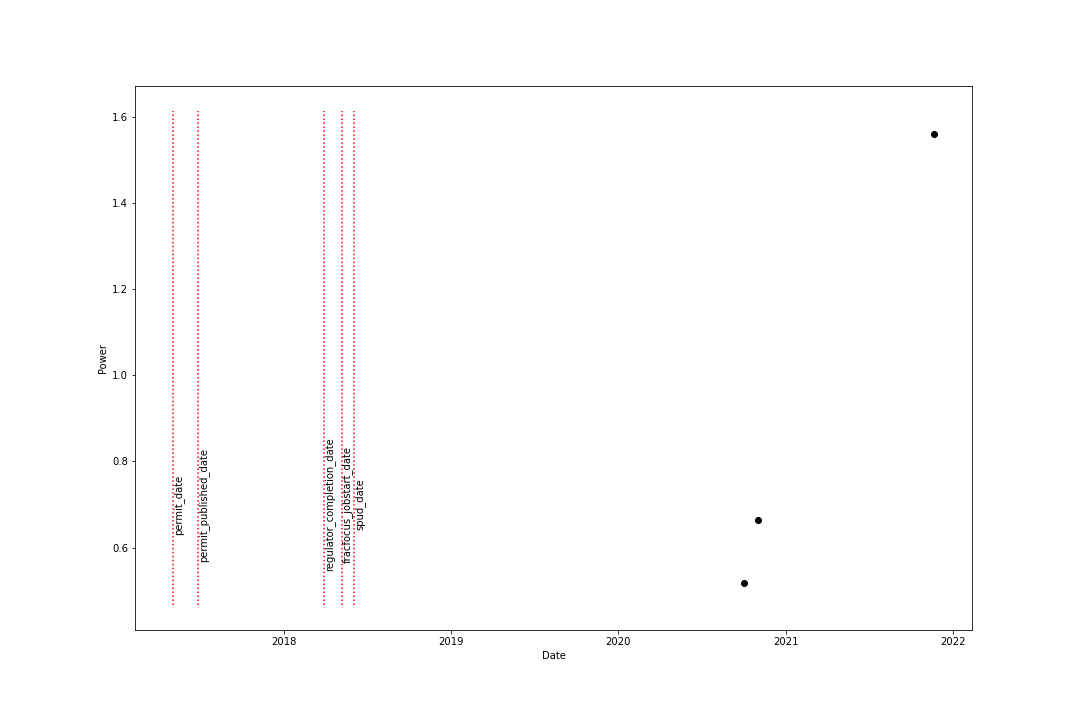 1.6
1.4
1.2
1.0
0.8
0.6
Power
permit_date
permit_published_date
regulator_completion_date
fracfocus_jobstart_date
spud_date
2018
2019
2020
2021
2022
Date